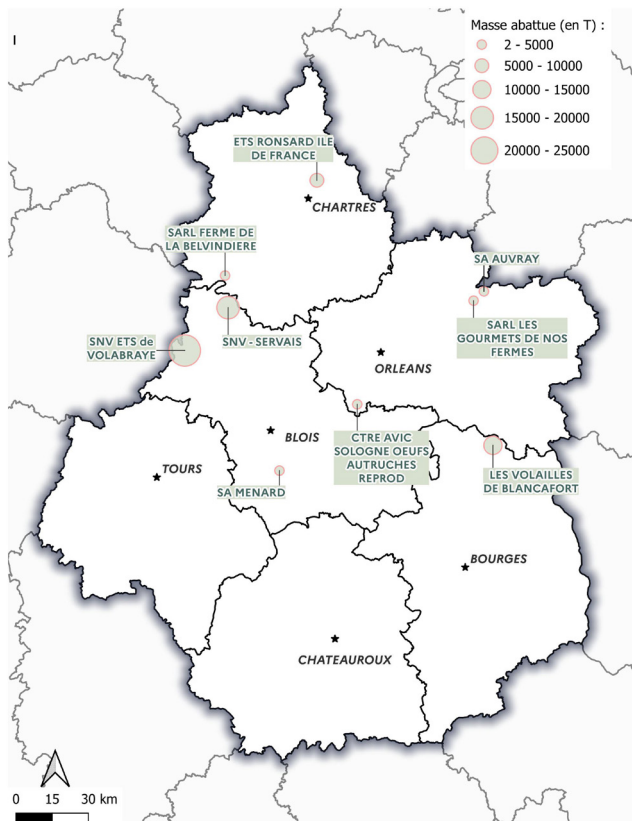 I
Masse abattue (en T) :
2 - 5000
5000 - 10000
10000 - 15000
15000 - 20000
20000 - 25000
ETS RONSARD ILE
DE FRANCE
CHARTRES
SARL FERME DE
LA BELVINDIERE
SA AUVRAY
SNV ETS de
VOLABRAYE
SNV - SERVAIS
SARL LES
GOURMETS DE NOS
FERMES
ORLEANS
BLOIS
CTRE AVIC
SOLOGNE OEUFS
AUTRUCHES
REPROD
TOURS
SA MENARD
LES VOLAILLES
DE BLANCAFORT
BOURGES
CHATEAUROUX
0 15 30 km